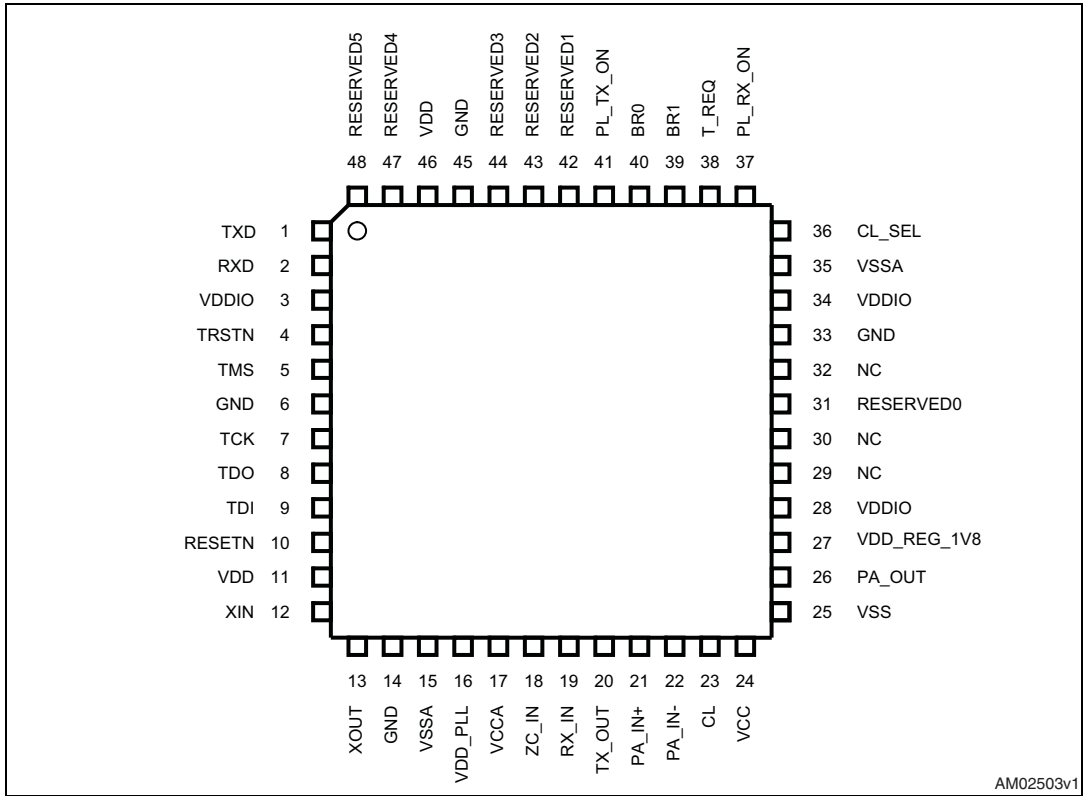 RESERVED5
RESERVED4
VDD
GND
RESERVED3
RESERVED2
RESERVED1
PL_TX_ON
BR0
BR1
T_REQ
PL_RX_ON
48 47 46 45 44 43 42 41 40 39 38 37
TXD 1
RXD 2
VDDIO 3
TRSTN 4
TMS 5
GND 6
TCK 7
TDO 8
TDI 9
RESETN 10
VDD 11
XIN 12
36 CL_SEL
35 VSSA
34 VDDIO
33 GND
32 NC
31 RESERVED0
30 NC
29 NC
28 VDDIO
27 VDD_REG_1V8
26 PA_OUT
25 VSS
13 14 15 16 17 18 19 20 21 22 23 24
XOUT
GND
VSSA
VDD_PLL
VCCA
ZC_IN
RX_IN
TX_OUT
PA_IN+
PA_IN-
CL
VCC
AM02503v1